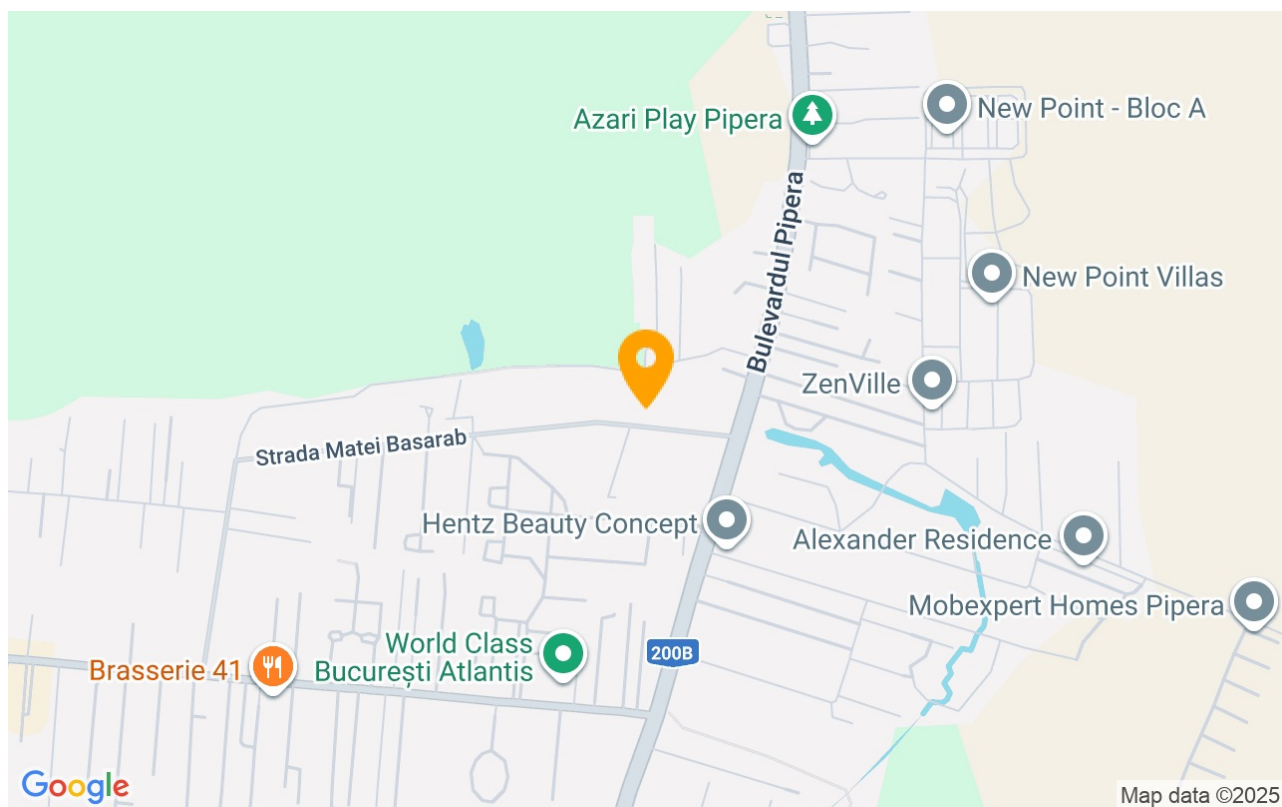 Azari Play Pipera
New Point - Bloc A
Bulevardul Pipera
New Point Villas
ZenVille
Strada Matei Basarab
Hentz Beauty Concept
Alexander Residence
Mobexpert Homes Pipera
World Class
București Atlantis
200B
Brasserie 41
Google
Map data ©2025